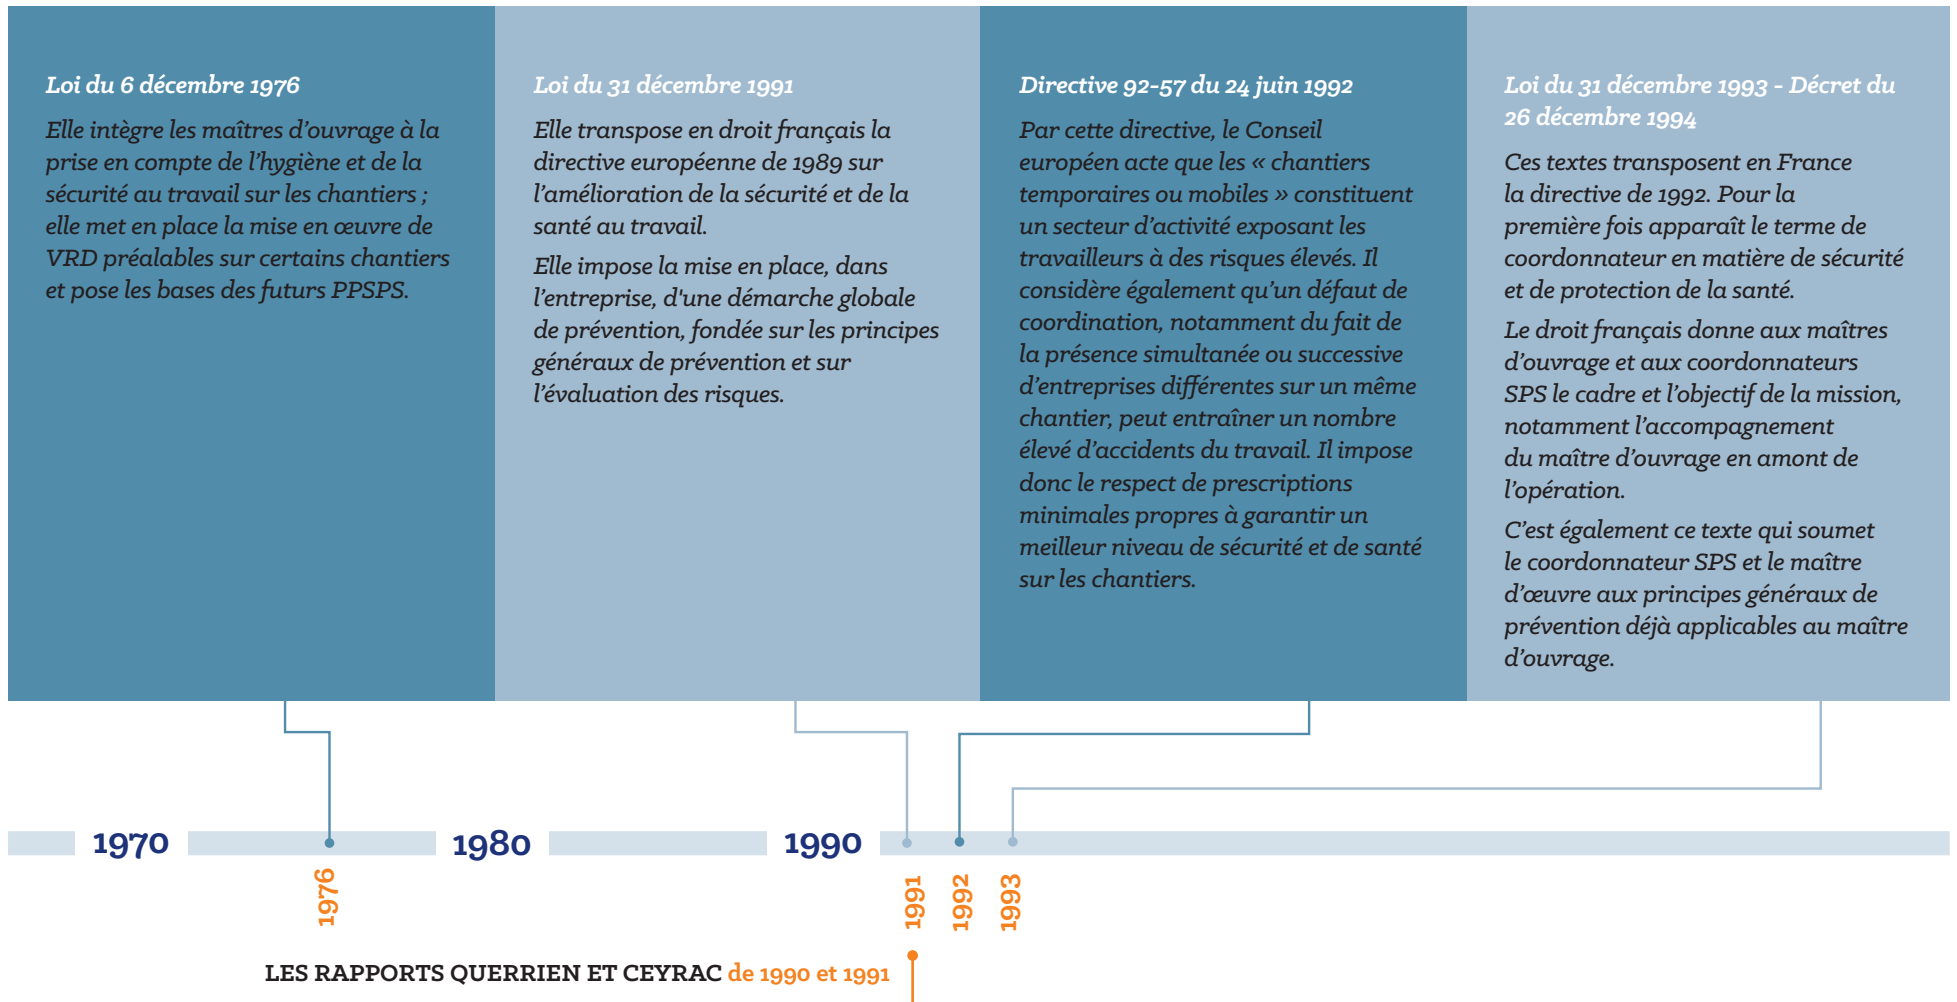 Loi du 6 décembre 1976
Elle intègre les maîtres d’ouvrage à la
prise en compte de l’hygiène et de la
sécurité au travail sur les chantiers ;
elle met en place la mise en œuvre de
VRD préalables sur certains chantiers
et pose les bases des futurs PPSPS.
Loi du 31 décembre 1991
Elle transpose en droit français la
directive européenne de 1989 sur
l’amélioration de la sécurité et de la
santé au travail.
Elle impose la mise en place, dans
l’entreprise, d'une démarche globale
de prévention, fondée sur les principes
généraux de prévention et sur
l’évaluation des risques.
Directive 92-57 du 24 juin 1992
Par cette directive, le Conseil
européen acte que les « chantiers
temporaires ou mobiles » constituent
un secteur d’activité exposant les
travailleurs à des risques élevés. Il
considère également qu’un défaut de
coordination, notamment du fait de
la présence simultanée ou successive
d’entreprises différentes sur un même
chantier, peut entraîner un nombre
élevé d’accidents du travail. Il impose
donc le respect de prescriptions
minimales propres à garantir un
meilleur niveau de sécurité et de santé
sur les chantiers.
Loi du 31 décembre 1993 - Décret du
26 décembre 1994
Ces textes transposent en France
la directive de 1992. Pour la
première fois apparaît le terme de
coordonnateur en matière de sécurité
et de protection de la santé.
Le droit français donne aux maîtres
d’ouvrage et aux coordonnateurs
SPS le cadre et l’objectif de la mission,
notamment l’accompagnement
du maître d’ouvrage en amont de
l’opération.
C’est également ce texte qui soumet
le coordonnateur SPS et le maître
d’œuvre aux principes généraux de
prévention déjà applicables au maître
d’ouvrage.
1970
1980
1990
1976
1991
1992
1993
LES RAPPORTS QUERRIEN ET CEYRAC de 1990 et 1991